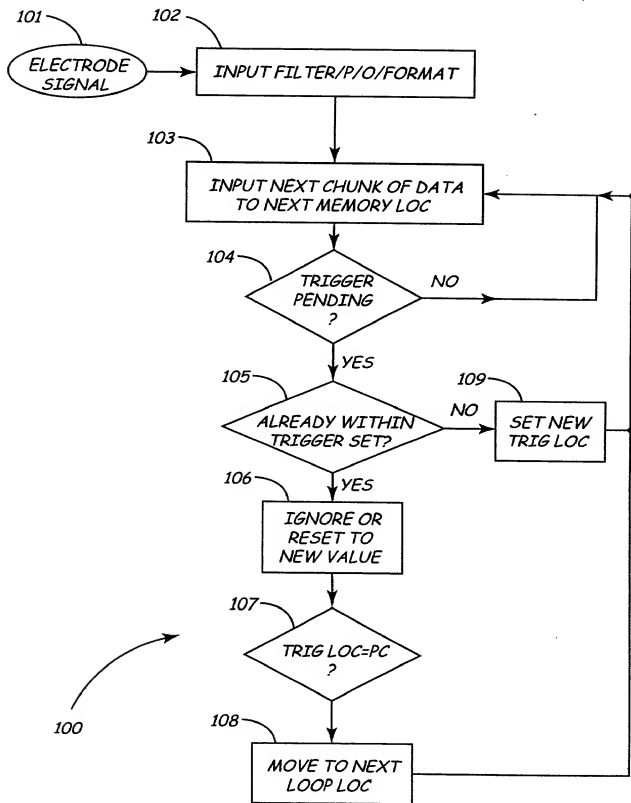 101
102
ELECTRODE
SIGNAL
INPUT FILTER/P/O/FORMAT
103
INPUT NEXT CHUNK OF DATA
TO NEXT MEMORY LOC
104
TRIGGER
PENDING
?
NO
YES
105
ALREADY WITHIN
TRIGGER SET?
NO
109
SET NEW
TRIG LOC
YES
106
IGNORE OR
RESET TO
NEW VALUE
107
TRIG LOC=PC
?
100
108
MOVE TO NEXT
LOOP LOC